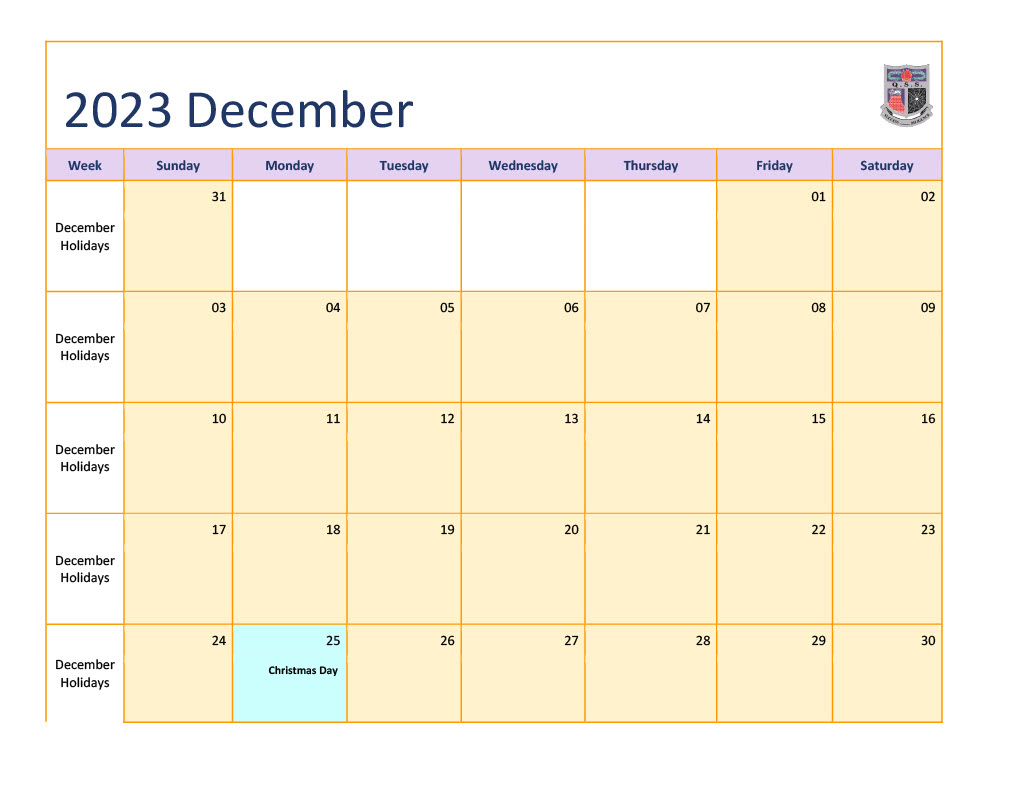 2023 December
Q.S.S.
Week Sunday Monday Tuesday Wednesday Thursday Friday Saturday
31 01 02
December
Holidays
03 04 05 06 07 08 09
December
Holidays
10 11 12 13 14 15 16
December
Holidays
17 18 19 20 21 22 23
December
Holidays
24 25 26 27 28 29 30
December
Holidays
Christmas Day